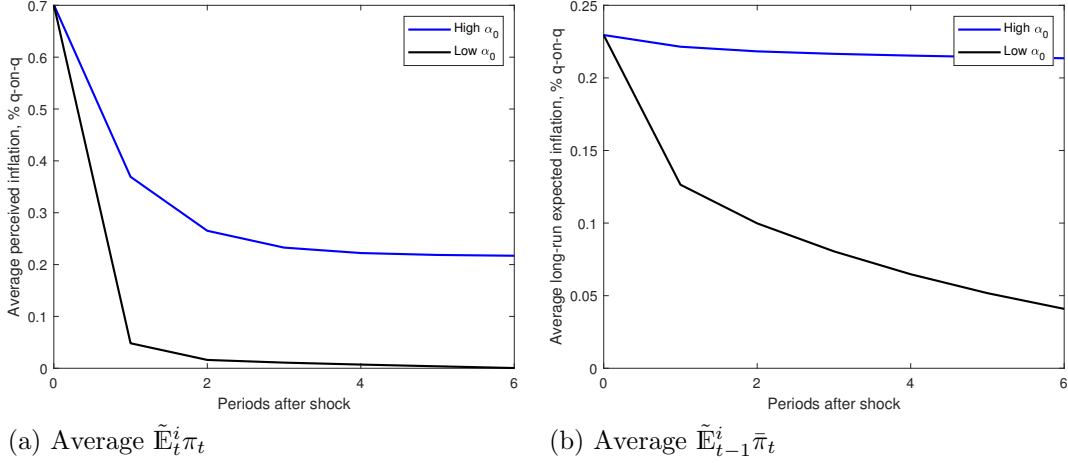 0.7
0.6
0.5
0.4
0.3
0.2
0.1
0
Average perceived inflation, % q-on-q
High α₀
Low α₀
0 2 4 6
Periods after shock
(a) Average 𝔼̃ᵢₜπₜ
0.25
0.2
0.15
0.1
0.05
0
Average long-run expected inflation, % q-on-q
High α₀
Low α₀
0 2 4 6
Periods after shock
(b) Average 𝔼̃ⁱₜ₋₁π̄ₜ